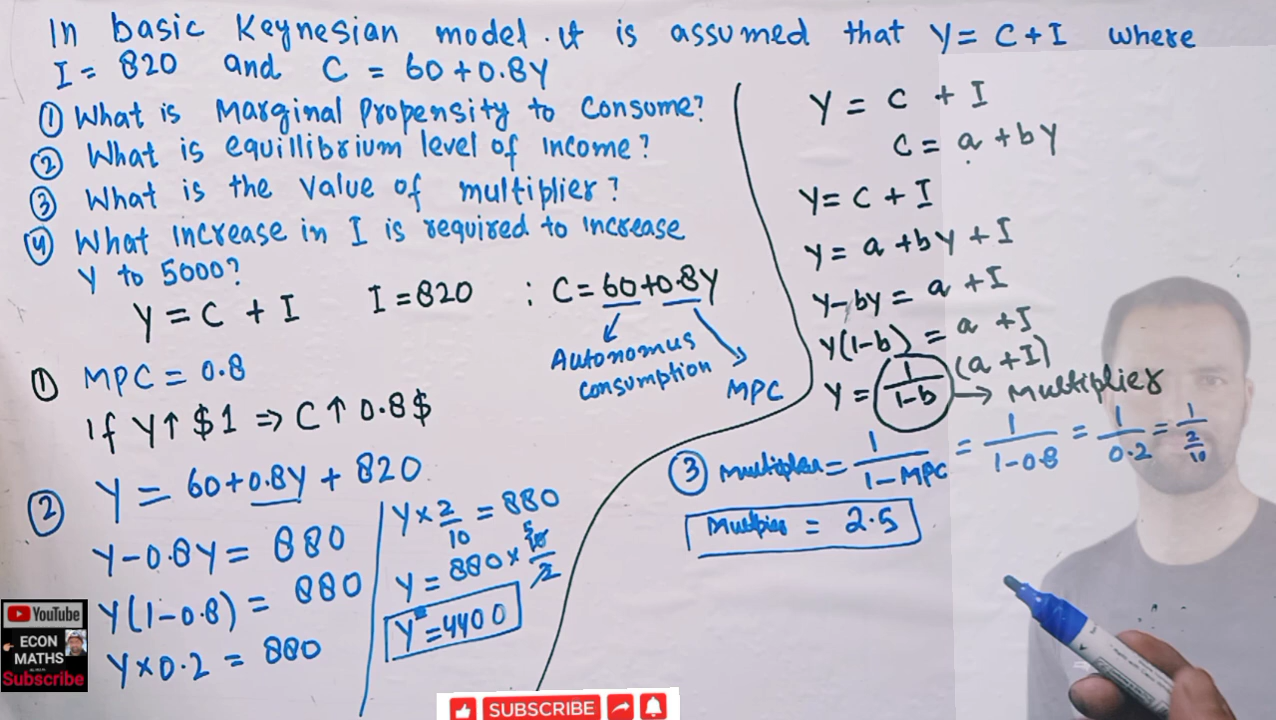 In basic Keynesian model. it is assumed that Y = C + I where
I = 820 and C = 60 + 0.8Y
① What is Marginal Propensity to Consume?
② What is equillibrium level of income?
③ What is the value of multiplier?
④ What increase in I is required to increase
Y to 5000?
Y = C + I I = 820 : C = 60 + 0.8Y
Autonomus
consumption
MPC
① MPC = 0.8
If Y↑ $1 ⇒ C↑ 0.8$
② Y = 60 + 0.8Y + 820
Y - 0.8Y = 880
Y(1 - 0.8) = 880
Y × 0.2 = 880
Y × 2/10 = 880
Y = 880 × 10/2 5
Y* = 4400
Y = C + I
C = a + bY
Y = C + I
Y = a + bY + I
Y - by = a + I
Y(1 - b) = a + I
Y = 1/(1-b) (a + I)
→ Multiplier
③ Multiplier = 1/(1 - MPC) = 1/(1 - 0.8) = 1/0.2 = 1/(2/10)
Multiplier = 2.5
YouTube
ECON
MATHS
Subscribe
SUBSCRIBE